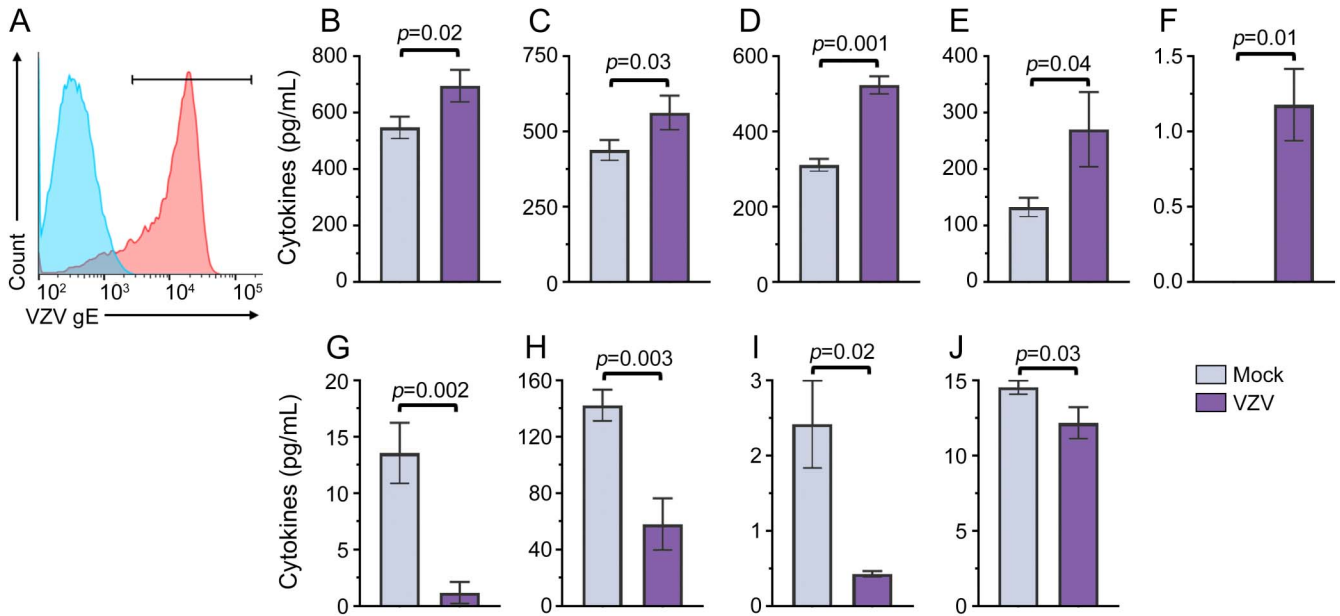 A
Count
10² 10³ 10⁴ 10⁵
VZV gE
B
p=0.02
Cytokines (pg/mL)
800
600
400
200
0
C
p=0.03
750
500
250
0
D
p=0.001
600
400
200
0
E
p=0.04
400
300
200
100
0
F
p=0.01
1.5
1.0
0.5
0.0
G
p=0.002
Cytokines (pg/mL)
20
15
10
5
0
H
p=0.003
160
120
80
40
0
I
p=0.02
3
2
1
0
J
p=0.03
15
10
5
0
Mock
VZV